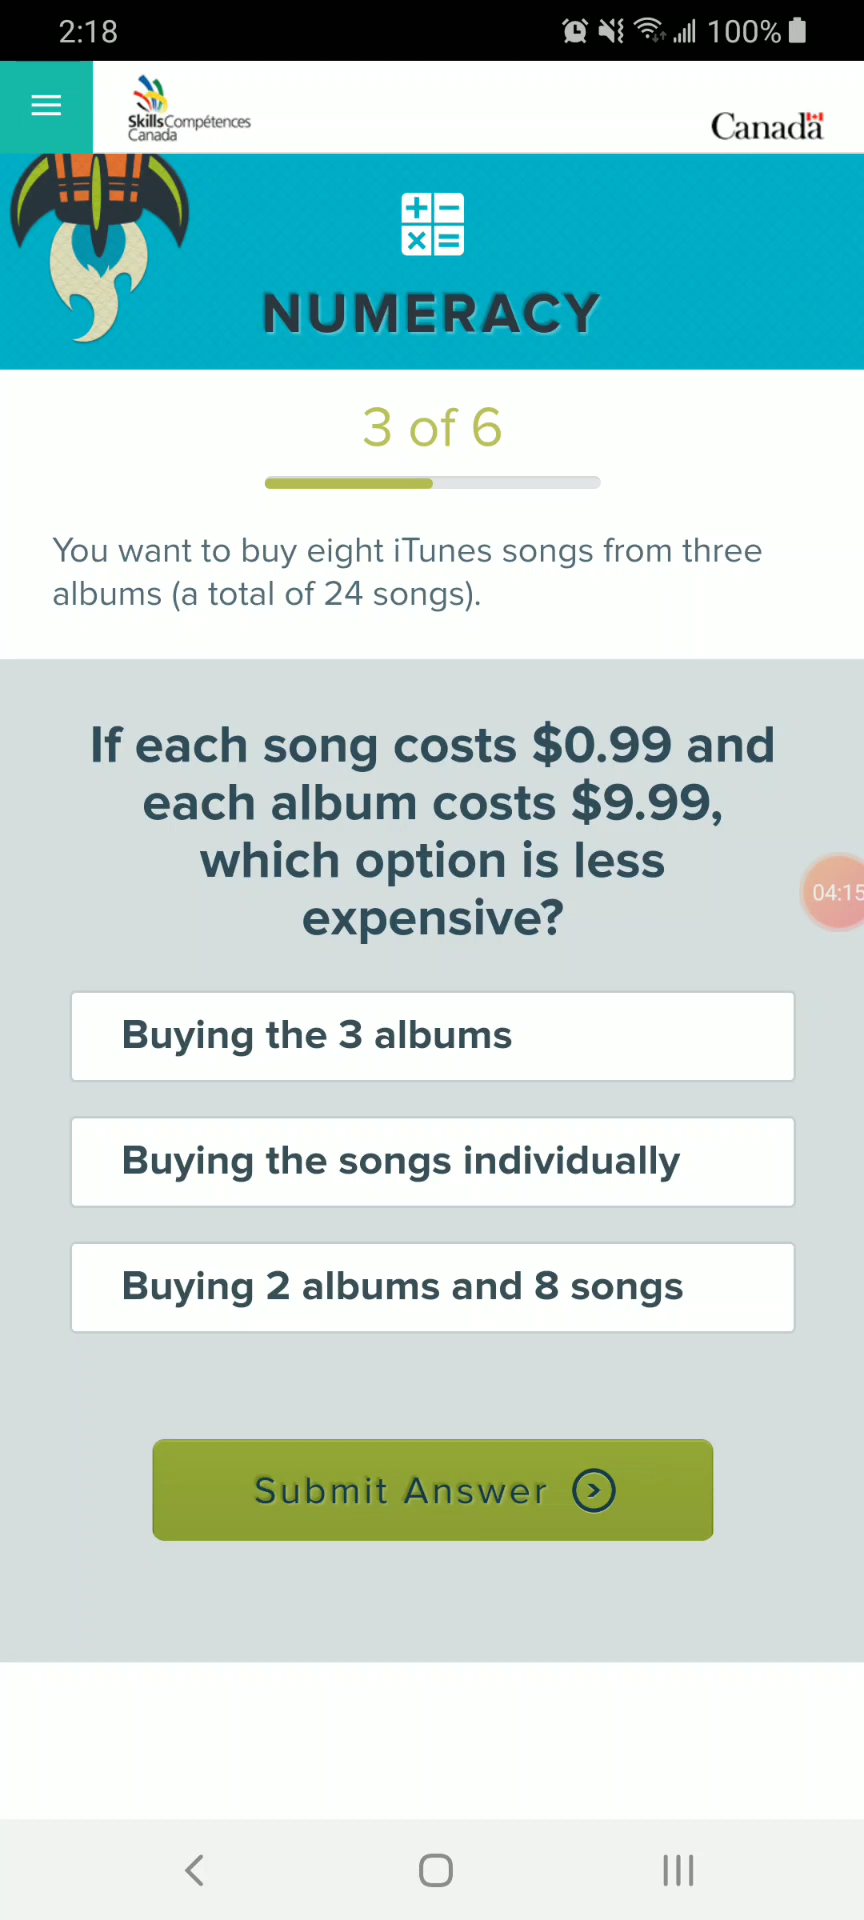 2:18 100%
SkillsCompétences
Canada
Canada
NUMERACY
3 of 6
You want to buy eight iTunes songs from three
albums (a total of 24 songs).
If each song costs $0.99 and
each album costs $9.99,
which option is less
expensive?
04:15
Buying the 3 albums
Buying the songs individually
Buying 2 albums and 8 songs
Submit Answer